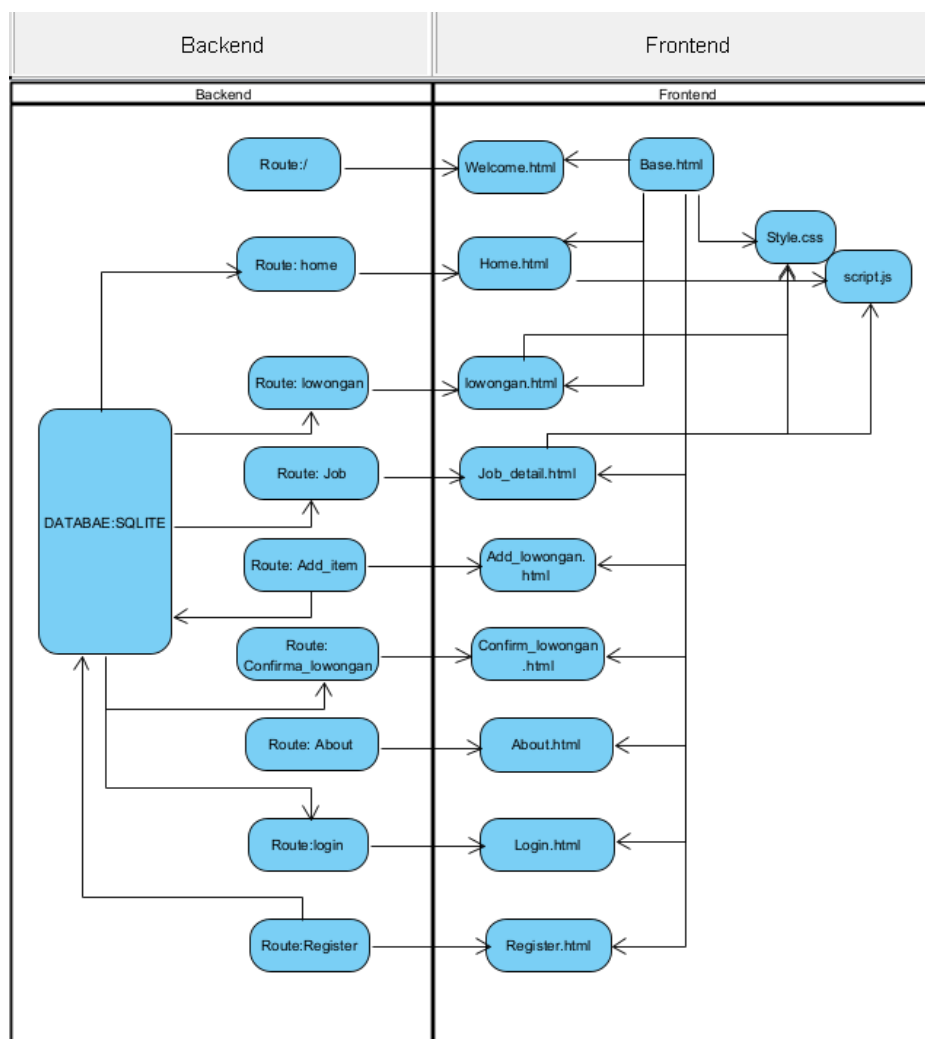 Backend
Frontend
Backend
Frontend
Route:/
Welcome.html
Base.html
Style.css
Route: home
Home.html
script.js
Route: lowongan
lowongan.html
Route: Job
Job_detail.html
DATABAE:SQLITE
Route: Add_item
Add_lowongan.
html
Route:
Confirma_lowongan
Confirm_lowongan
.html
Route: About
About.html
Route:login
Login.html
Route:Register
Register.html